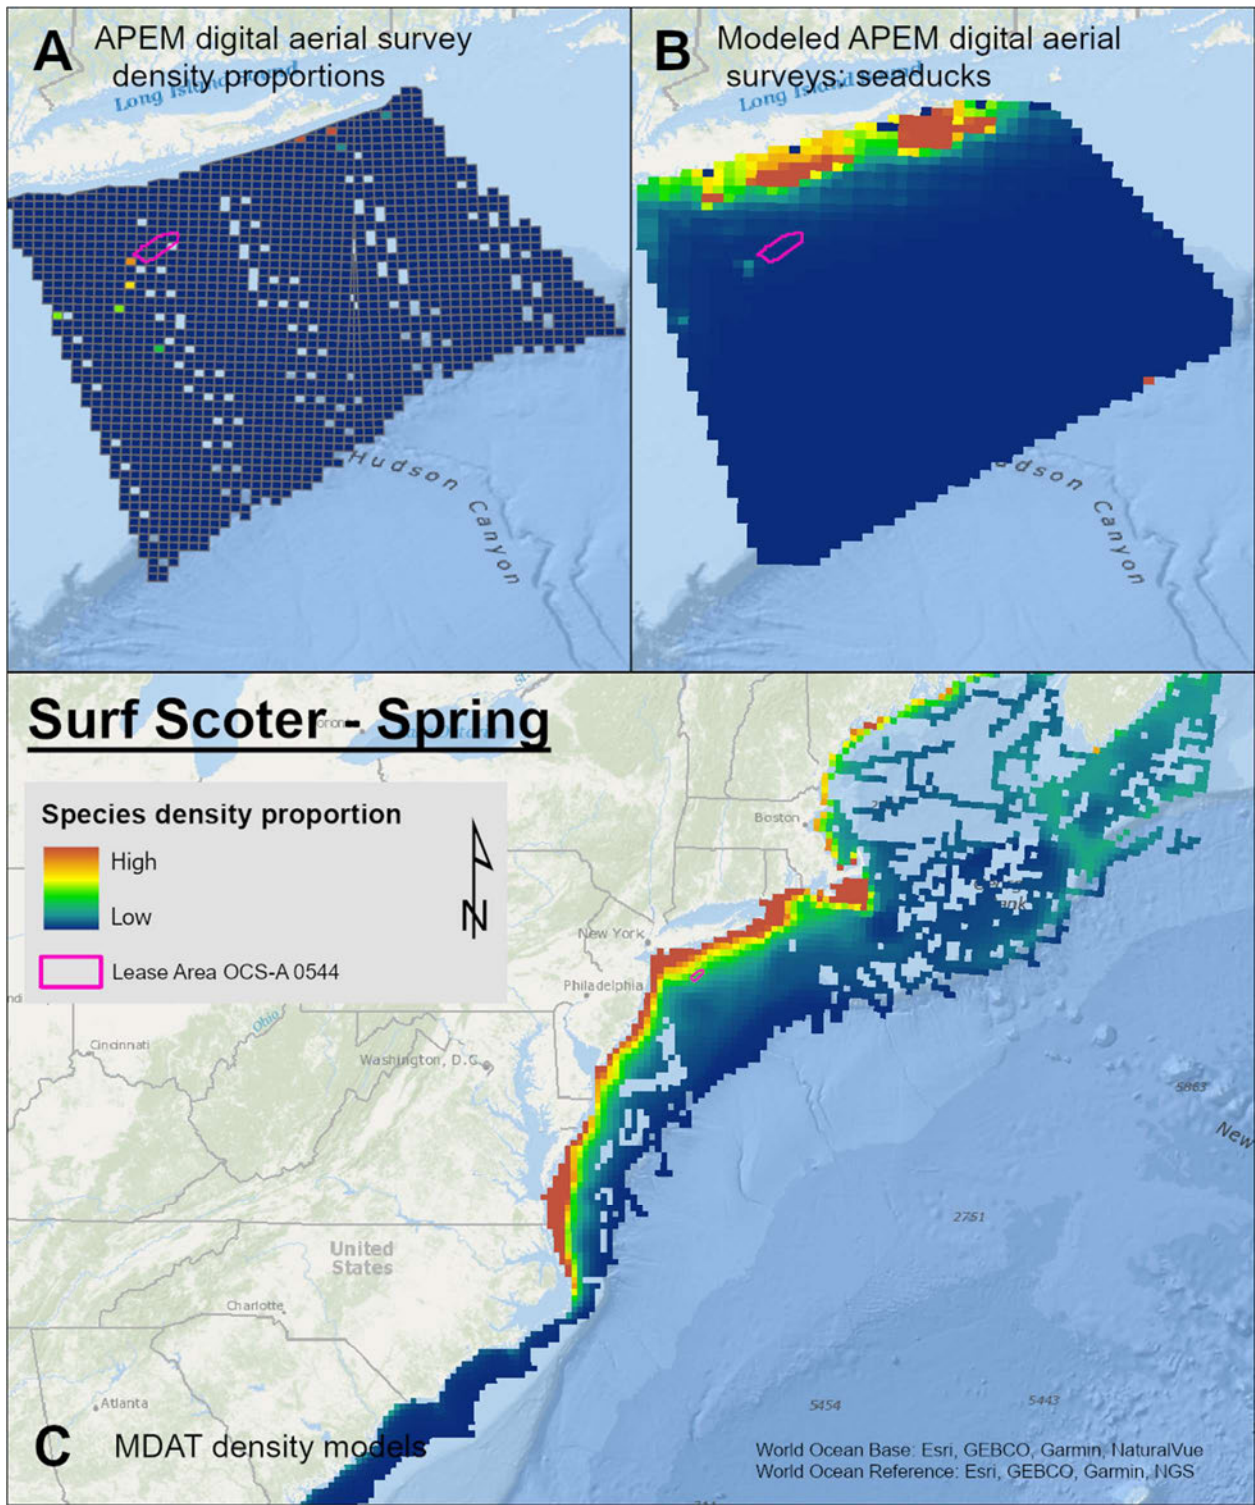 A APEM digital aerial survey
density proportions
Long Island Sound
Hudson Canyon
B Modeled APEM digital aerial
surveys: seaducks
Long Island Sound
Canyon
Surf Scoter - Spring
Species density proportion
High
Low
N
Lease Area OCS-A 0544
Boston
New York
Philadelphia
Ohio
Cincinnati
Washington, D.C.
5863
New
2751
United
States
Charlotte
Atlanta
5454
5443
C MDAT density models
World Ocean Base: Esri, GEBCO, Garmin, NaturalVue
World Ocean Reference: Esri, GEBCO, Garmin, NGS